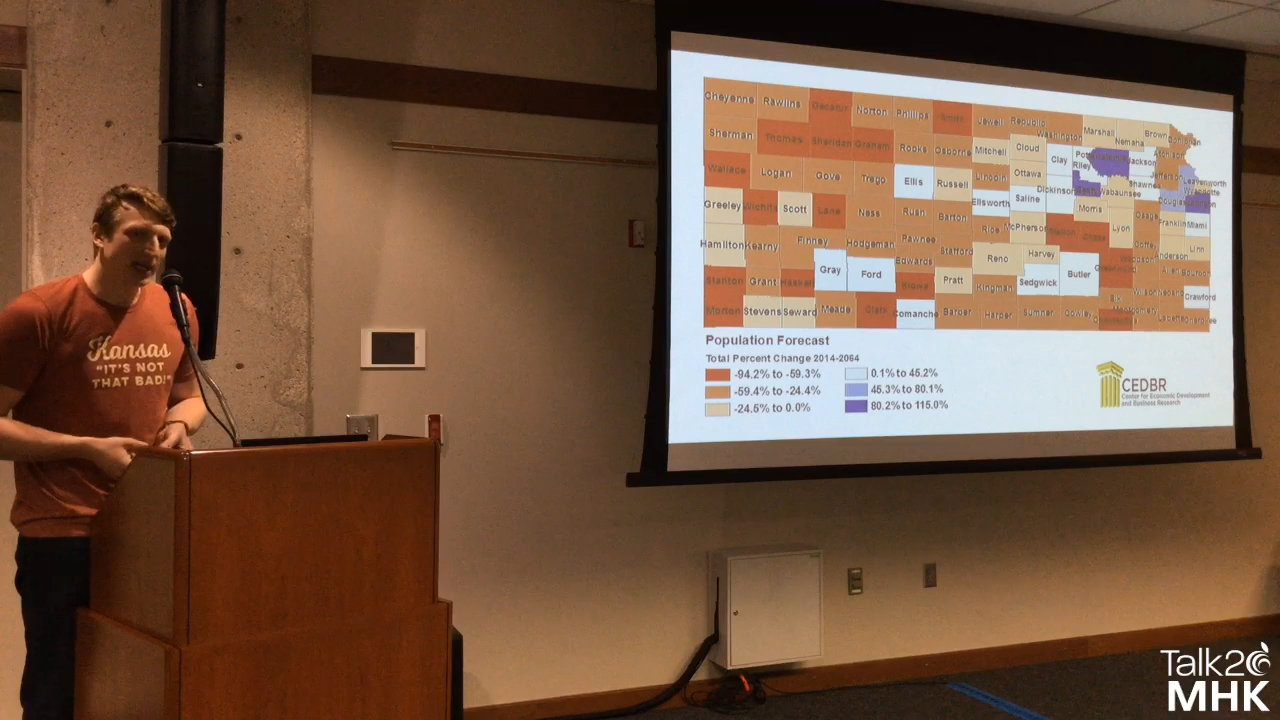 Kansas
"IT'S NOT
THAT BAD!"
Cheyenne Rawlins Decatur Norton Phillips Smith Jewell Republic Washington Marshall Nemaha Brown Doniphan
Sherman Thomas Sheridan Graham Rooks Osborne Mitchell Cloud Clay Riley Jackson Atchison
Wallace Logan Gove Trego Ellis Russell Lincoln Ottawa Dickinson Wabaunsee Shawnee Jefferson Leavenworth
Greeley Wichita Scott Lane Ness Rush Barton Ellsworth Saline Morris Lyon Osage Douglas Franklin Miami
Hamilton Kearny Finney Hodgeman Pawnee Stafford Rice McPherson Marion Coffey Anderson Linn
Stanton Grant Haskell Gray Ford Edwards Kiowa Pratt Reno Kingman Harvey Sedgwick Butler Greenwood Woodson Allen Bourbon
Morton Stevens Seward Meade Clark Comanche Barber Harper Sumner Cowley Elk Wilson Crawford
Population Forecast
Total Percent Change 2014-2064
-94.2% to -59.3% 0.1% to 45.2%
-59.4% to -24.4% 45.3% to 80.1%
-24.5% to 0.0% 80.2% to 115.0%
CEDBR
Center for Economic Development
and Business Research
Talk20
MHK